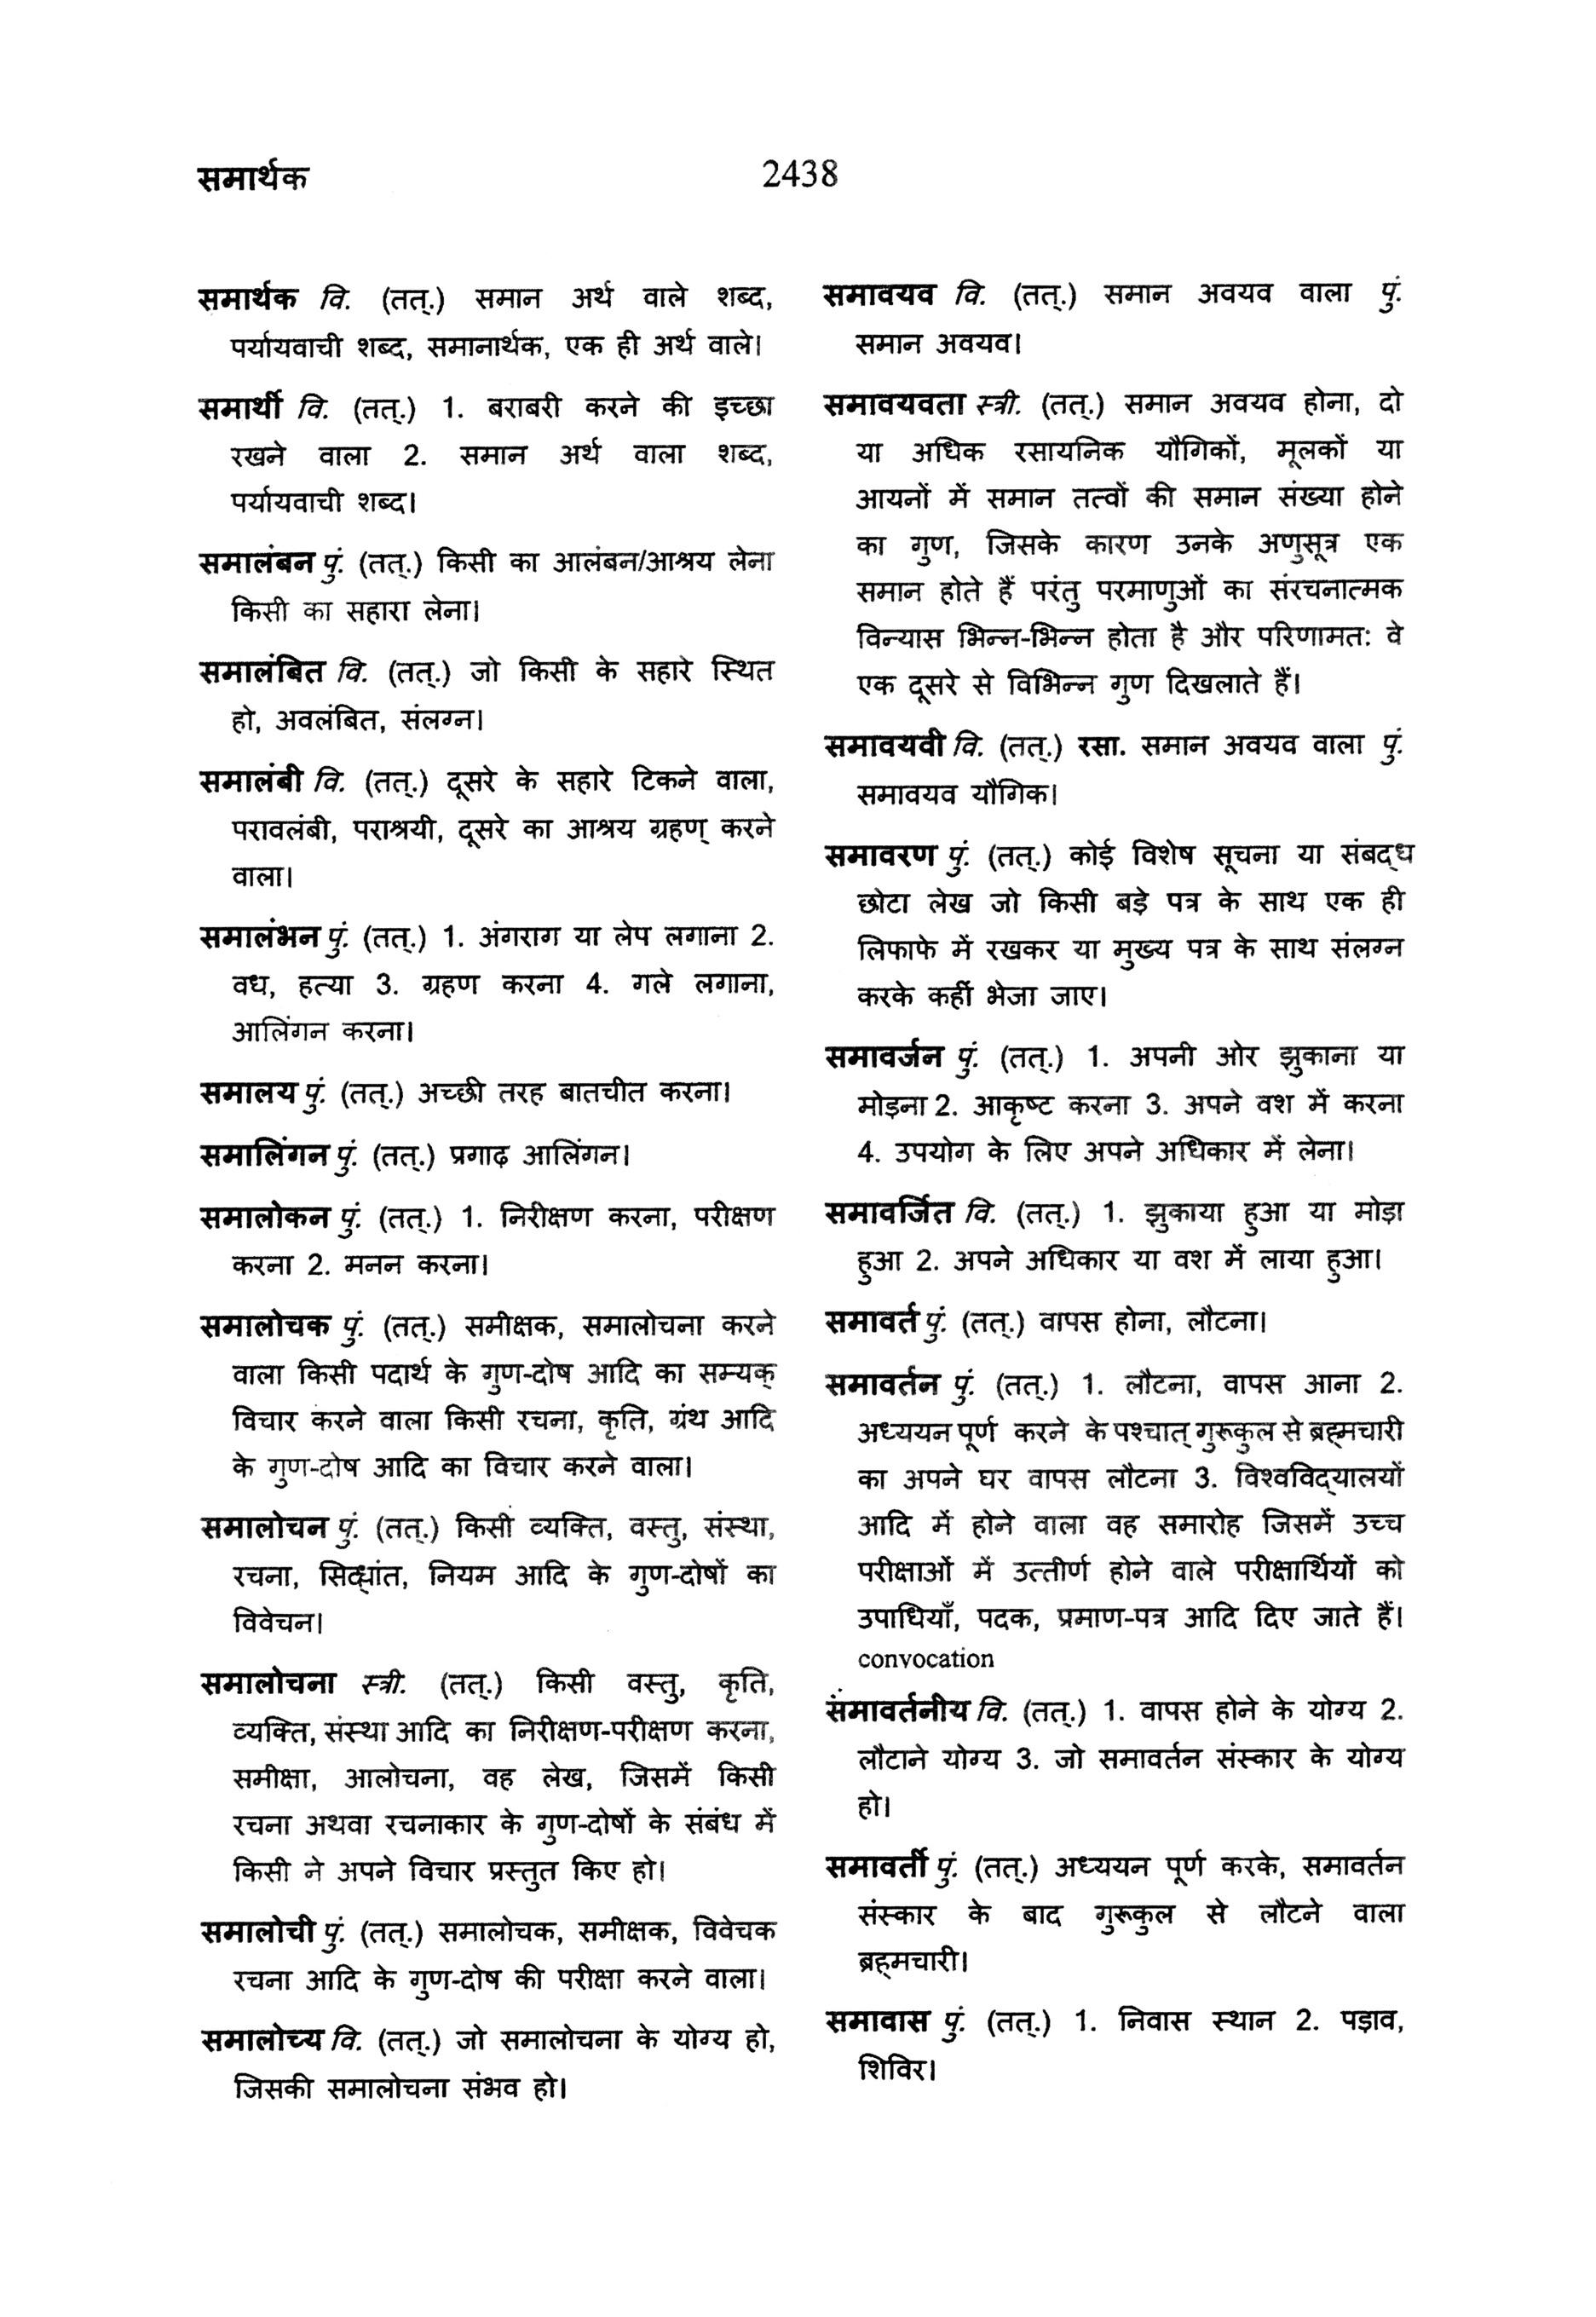 समार्थक
2438
समार्थक वि. (तत्.) समान अर्थ वाले शब्द,
पर्यायवाची शब्द, समानार्थक, एक ही अर्थ वाले।
समार्थी वि. (तत्.) 1. बराबरी करने की इच्छा
रखने वाला 2. समान अर्थ वाला शब्द,
पर्यायवाची शब्द।
समालंबन पुं. (तत्.) किसी का आलंबन/आश्रय लेना
किसी का सहारा लेना।
समालंबित वि. (तत्.) जो किसी के सहारे स्थित
हो, अवलंबित, संलग्न।
समालंबी वि. (तत्.) दूसरे के सहारे टिकने वाला,
परावलंबी, पराश्रयी, दूसरे का आश्रय ग्रहण् करने
वाला।
समालंभन पुं. (तत्.) 1. अंगराग या लेप लगाना 2.
वध, हत्या 3. ग्रहण करना 4. गले लगाना,
आलिंगन करना।
समालय पुं. (तत्.) अच्छी तरह बातचीत करना।
समालिंगन पुं. (तत्.) प्रगाढ़ आलिंगन।
समालोकन पुं. (तत्.) 1. निरीक्षण करना, परीक्षण
करना 2. मनन करना।
समालोचक पुं. (तत्.) समीक्षक, समालोचना करने
वाला किसी पदार्थ के गुण-दोष आदि का सम्यक्
विचार करने वाला किसी रचना, कृति, ग्रंथ आदि
के गुण-दोष आदि का विचार करने वाला।
समालोचन पुं. (तत्.) किसी व्यक्ति, वस्तु, संस्था,
रचना, सिद्धांत, नियम आदि के गुण-दोषों का
विवेचन।
समालोचना स्त्री. (तत्.) किसी वस्तु, कृति,
व्यक्ति, संस्था आदि का निरीक्षण-परीक्षण करना,
समीक्षा, आलोचना, वह लेख, जिसमें किसी
रचना अथवा रचनाकार के गुण-दोषों के संबंध में
किसी ने अपने विचार प्रस्तुत किए हो।
समालोची पुं. (तत्.) समालोचक, समीक्षक, विवेचक
रचना आदि के गुण-दोष की परीक्षा करने वाला।
समालोच्य वि. (तत्.) जो समालोचना के योग्य हो,
जिसकी समालोचना संभव हो।
समावयव वि. (तत्.) समान अवयव वाला पुं.
समान अवयव।
समावयवता स्त्री. (तत्.) समान अवयव होना, दो
या अधिक रसायनिक यौगिकों, मूलकों या
आयनों में समान तत्वों की समान संख्या होने
का गुण, जिसके कारण उनके अणुसूत्र एक
समान होते हैं परंतु परमाणुओं का संरचनात्मक
विन्यास भिन्न-भिन्न होता है और परिणामत: वे
एक दूसरे से विभिन्न गुण दिखलाते हैं।
समावयवी वि. (तत्.) रसा. समान अवयव वाला पुं.
समावयव यौगिक।
समावरण पुं. (तत्.) कोई विशेष सूचना या संबद्ध
छोटा लेख जो किसी बड़े पत्र के साथ एक ही
लिफाफे में रखकर या मुख्य पत्र के साथ संलग्न
करके कहीं भेजा जाए।
समावर्जन पुं. (तत्.) 1. अपनी ओर झुकाना या
मोड़ना 2. आकृष्ट करना 3. अपने वश में करना
4. उपयोग के लिए अपने अधिकार में लेना।
समावर्जित वि. (तत्.) 1. झुकाया हुआ या मोड़ा
हुआ 2. अपने अधिकार या वश में लाया हुआ।
समावर्त पुं. (तत्.) वापस होना, लौटना।
समावर्तन पुं. (तत्.) 1. लौटना, वापस आना 2.
अध्ययन पूर्ण करने के पश्चात् गुरूकुल से ब्रह्मचारी
का अपने घर वापस लौटना 3. विश्वविद्यालयों
आदि में होने वाला वह समारोह जिसमें उच्च
परीक्षाओं में उत्तीर्ण होने वाले परीक्षार्थियों को
उपाधियाँ, पदक, प्रमाण-पत्र आदि दिए जाते हैं।
convocation
समावर्तनीय वि. (तत्.) 1. वापस होने के योग्य 2.
लौटाने योग्य 3. जो समावर्तन संस्कार के योग्य
हो।
समावर्ती पुं. (तत्.) अध्ययन पूर्ण करके, समावर्तन
संस्कार के बाद गुरूकुल से लौटने वाला
ब्रह्मचारी।
समावास पुं. (तत्.) 1. निवास स्थान 2. पड़ाव,
शिविर।